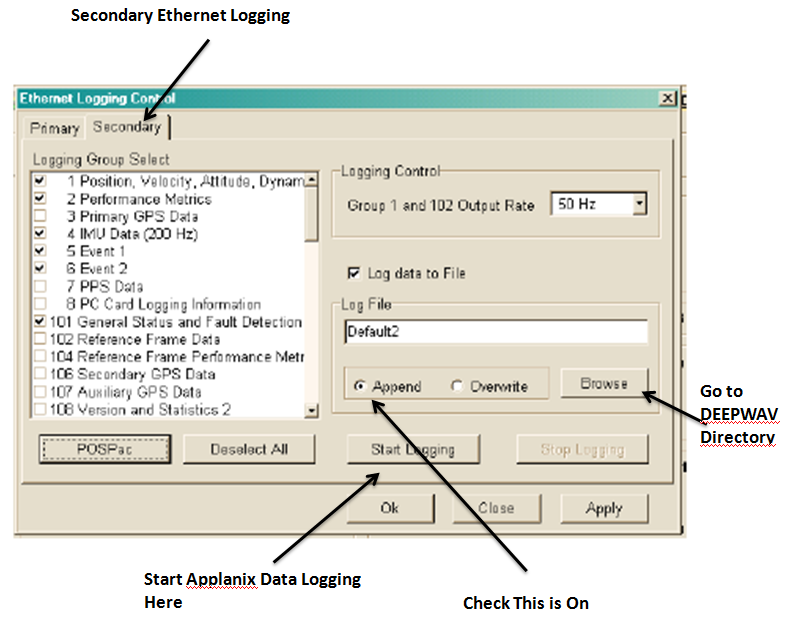 Secondary Ethernet Logging
Ethernet Logging Control
Primary
Secondary
Logging Group Select
1 Position, Velocity, Attitude, Dynam
2 Performance Metrics
3 Primary GPS Data
4 IMU Data (200 Hz)
5 Event 1
6 Event 2
7 PPS Data
8 PC Card Logging Information
101 General Status and Fault Detection
102 Reference Frame Data
104 Reference Frame Performance Metr
106 Secondary GPS Data
107 Auxiliary GPS Data
108 Version and Statistics 2
POSPac
Deselect All
Logging Control
Group 1 and 102 Output Rate
50 Hz
Log data to File
Log File
Default2
Append
Overwrite
Browse
Start Logging
Stop Logging
Ok
Close
Apply
Go to
DEEPWAV
Directory
Start Applanix Data Logging
Here
Check This is On